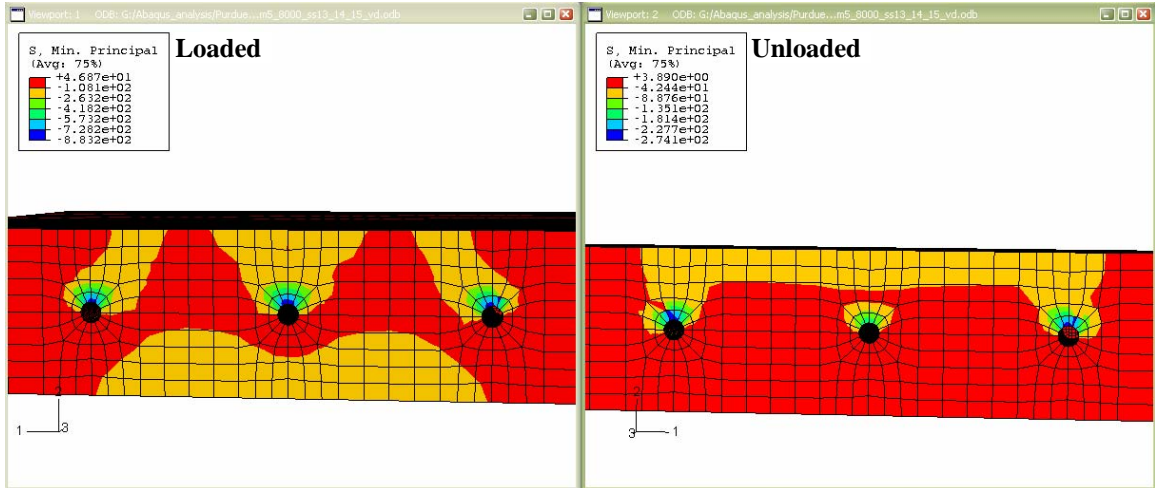 Viewport: 1 ODB: G:/Abaqus_analysis/Purdue...m5_8000_ss13_14_15_vd.odb
Loaded
S, Min. Principal
(Avg: 75%)
+4.687e+01
-1.081e+02
-2.632e+02
-4.182e+02
-5.732e+02
-7.282e+02
-8.832e+02
2
1
3
Viewport: 2 ODB: G:/Abaqus_analysis/Purdue...m5_8000_ss13_14_15_vd.odb
Unloaded
S, Min. Principal
(Avg: 75%)
+3.890e+00
-4.244e+01
-8.876e+01
-1.351e+02
-1.814e+02
-2.277e+02
-2.741e+02
2
3
1